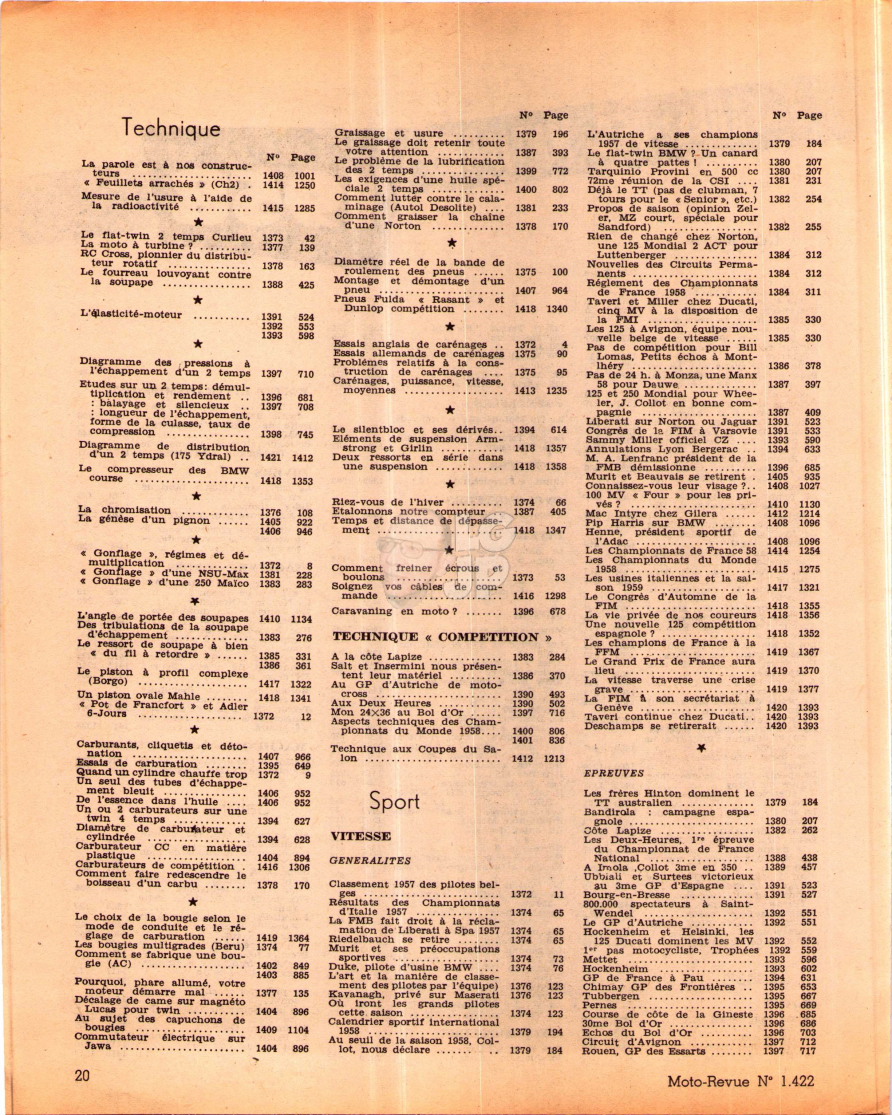 Technique
Nº Page
La parole est à nos construc-
teurs .................. 1408 1001
« Feuillets arrachés » (Ch2) . 1414 1250
Mesure de l'usure à l'aide de
la radioactivité .......... 1415 1285
★
Le flat-twin 2 temps Curlieu 1373 42
La moto à turbine ? ........ 1377 139
RC Cross, pionnier du distribu-
teur rotatif .............. 1378 163
Le fourreau louvoyant contre
la soupape ............... 1388 425
★
L'élasticité-moteur .......... 1391 524
1392 553
1393 598
★
Diagramme des pressions à
l'échappement d'un 2 temps 1397 710
Etudes sur un 2 temps: démul-
tiplication et rendement .. 1396 681
: balayage et silencieux .. 1397 708
: longueur de l'échappement,
forme de la culasse, taux de
compression .............. 1398 745
Diagramme de distribution
d'un 2 temps (175 Ydral) .. 1421 1412
Le compresseur des BMW
course .................... 1418 1353
★
La chromisation ............ 1376 108
La génèse d'un pignon ...... 1405 922
1406 946
★
« Gonflage », régimes et dé-
multiplication ............ 1372 8
« Gonflage » d'une NSU-Max 1381 228
« Gonflage » d'une 250 Maïco 1383 283
★
L'angle de portée des soupapes 1410 1134
Des tribulations de la soupape
d'échappement ............ 1383 276
Le ressort de soupape à bien
« du fil à retordre » ...... 1385 331
1386 361
Le piston à profil complexe
(Borgo) .................. 1417 1322
Un piston ovale Mahle ........ 1418 1341
« Pot de Francfort » et Adler
6-Jours .................. 1372 12
★
Carburants, cliquetis et déto-
nation .................... 1407 966
Essais de carburation ........ 1395 649
Quand un cylindre chauffe trop 1372 9
Un seul des tubes d'échappe-
ment bleuit .............. 1406 952
De l'essence dans l'huile .... 1406 952
Un ou 2 carburateurs sur une
twin 4 temps ............. 1394 627
Diamètre de carburateur et
cylindrée ................ 1394 628
Carburateur CC en matière
plastique ................ 1404 894
Carburateurs de compétition . 1416 1306
Comment faire redescendre le
boisseau d'un carbu ....... 1378 170
★
Le choix de la bougie selon le
mode de conduite et le ré-
glage de carburation ...... 1419 1364
Les bougies multigrades (Beru) 1374 77
Comment se fabrique une bou-
gie (AC) ................ 1402 849
1403 885
Pourquoi, phare allumé, votre
moteur démarre mal ...... 1377 135
Décalage de came sur magnéto
Lucas pour twin .......... 1404 896
Au sujet des capuchons de
bougies .................. 1409 1104
Commutateur électrique sur
Jawa .................... 1404 896
Nº Page
Graissage et usure .......... 1379 196
Le graissage doit retenir toute
votre attention ............ 1387 393
Le problème de la lubrification
des 2 temps .............. 1399 772
Les exigences d'une huile spé-
ciale 2 temps ............ 1400 802
Comment lutter contre le cala-
minage (Autol Desolite) .... 1381 233
Comment graisser la chaîne
d'une Norton ............. 1378 170
★
Diamètre réel de la bande de
roulement des pneus ...... 1375 100
Montage et démontage d'un
pneu .................... 1407 964
Pneus Fulda « Rasant » et
Dunlop compétition ........ 1418 1340
★
Essais anglais de carénages .. 1372 4
Essais allemands de carénages 1375 90
Problèmes relatifs à la cons-
truction de carénages .... 1375 95
Carénages, puissance, vitesse,
moyennes ................ 1413 1235
★
Le silentbloc et ses dérivés.. 1394 614
Eléments de suspension Arm-
strong et Girlin .......... 1418 1357
Deux ressorts en série dans
une suspension ........... 1418 1358
★
Riez-vous de l'hiver ......... 1374 66
Etalonnons notre compteur .. 1387 405
Temps et distance de dépasse-
ment .................... 1418 1347
★
Comment freiner écrous et
boulons .................. 1373 53
Soignez vos câbles de com-
mande .................... 1416 1298
Caravaning en moto ? ....... 1396 678
TECHNIQUE « COMPETITION »
A la côte Lapize ............. 1383 284
Salt et Insermini nous présen-
tent leur matériel ........ 1386 370
Au GP d'Autriche de moto-
cross .................... 1390 493
Aux Deux Heures .......... 1390 502
Mon 24×36 au Bol d'Or ..... 1397 716
Aspects techniques des Cham-
pionnats du Monde 1958.... 1400 806
1401 836
Technique aux Coupes du Sa-
lon ...................... 1412 1213
Sport
VITESSE
GENERALITES
Classement 1957 des pilotes bel-
ges ...................... 1372 11
Résultats des Championnats
d'Italie 1957 ............. 1374 65
La FMB fait droit à la récla-
mation de Liberati à Spa 1957 1374 65
Riedelbauch se retire ........ 1374 65
Murit et ses préoccupations
sportives ................ 1374 73
Duke, pilote d'usine BMW .... 1374 76
L'art et la manière de classe-
ment des pilotes par l'équipe) 1376 123
Kavanagh, privé sur Maserati 1376 123
Où iront les grands pilotes
cette saison .............. 1374 123
Calendrier sportif international
1958 .................... 1379 194
Au seuil de la saison 1958, Col-
lot, nous déclare ....... .. 1379 184
Nº Page
L'Autriche a ses champions
1957 de vitesse ............ 1379 184
Le flat-twin BMW ? Un canard
à quatre pattes ! .......... 1380 207
Tarquinio Provini en 500 cc 1380 207
72me réunion de la CSI .... 1381 231
Déjà le TT (pas de clubman, 7
tours pour le « Senior », etc.) 1382 254
Propos de saison (opinion Zel-
er, MZ court, spéciale pour
Sandford) ................ 1382 255
Rien de changé chez Norton,
une 125 Mondial 2 ACT pour
Luttenberger ............. 1384 312
Nouvelles des Circuits Perma-
nents .................... 1384 312
Réglement des Championnats
de France 1958 ........... 1384 311
Taveri et Miller chez Ducati,
cinq MV à la disposition de
la FMI .................. 1385 330
Les 125 à Avignon, équipe nou-
velle belge de vitesse ...... 1385 330
Pas de compétition pour Bill
Lomas, Petits échos à Mont-
lhéry .................... 1386 378
Pas de 24 h. à Monza, une Manx
58 pour Dauwe ............ 1387 397
125 et 250 Mondial pour Whee-
ler, J. Collot en bonne com-
pagnie .................. 1387 409
Liberati sur Norton ou Jaguar 1391 523
Congrès de la FIM à Varsovie 1391 533
Sammy Miller officiel CZ .... 1393 590
Annulations Lyon Bergerac .. 1394 633
M. A. Lenfranc président de la
FMB démissionne .......... 1396 685
Murit et Beauvais se retirent . 1405 935
Connaissez-vous leur visage ?.. 1408 1027
100 MV « Four » pour les pri-
vés ? .................... 1410 1130
Mac Intyre chez Gilera ...... 1412 1214
Pip Harris sur BMW ........ 1408 1096
Henne, président sportif de
l'Adac .................. 1408 1096
Les Championnats de France 58 1414 1254
Les Championnats du Monde
1958 .................... 1415 1275
Les usines italiennes et la sai-
son 1959 ................ 1417 1321
Le Congrès d'Automne de la
FIM .................... 1418 1355
La vie privée de nos coureurs 1418 1356
Une nouvelle 125 compétition
espagnole ? .............. 1418 1352
Les champions de France à la
FFM .................... 1419 1367
Le Grand Prix de France aura
lieu ...................... 1419 1370
La vitesse traverse une crise
grave .................... 1419 1377
La FIM à son secrétariat à
Genève .................. 1420 1393
Taveri continue chez Ducati.. 1420 1393
Deschamps se retirerait ...... 1420 1393
★
EPREUVES
Les frères Hinton dominent le
TT australien ............. 1379 184
Bandirola : campagne espa-
gnole .................... 1380 207
Côte Lapize ................ 1382 262
Les Deux-Heures, 1re épreuve
du Championnat de France
National ................. 1388 438
A Imola ,Collot 3me en 350 .. 1389 457
Ubbiali et Surtees victorieux
au 3me GP d'Espagne .... 1391 523
Bourg-en-Bresse ............. 1391 527
800.000 spectateurs à Saint-
Wendel .................. 1392 551
Le GP d'Autriche .......... 1392 551
Hockenheim et Helsinki, les
125 Ducati dominent les MV 1392 552
1er pas motocycliste, Trophées 1392 559
Mettet .................... 1393 596
Hockenheim ................ 1393 602
GP de France à Pau ........ 1394 631
Chimay GP des Frontières .. 1395 653
Tubbergen .................. 1395 667
Pernes .................... 1395 669
Course de côte de la Gineste 1396 685
30me Bol d'Or .............. 1396 686
Echos du Bol d'Or .......... 1396 703
Circuit d'Avignon ............ 1397 712
Rouen, GP des Essarts ........ 1397 717
20
Moto-Revue Nº 1.422